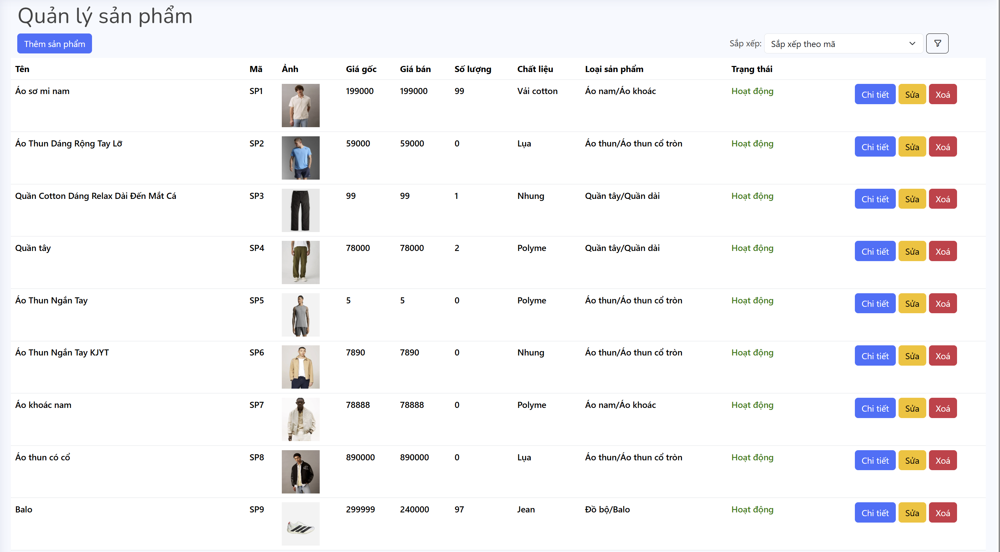 Quản lý sản phẩm
Thêm sản phẩm
Sắp xếp: Sắp xếp theo mã
Tên Mã Ảnh Giá gốc Giá bán Số lượng Chất liệu Loại sản phẩm Trạng thái
Áo sơ mi nam SP1 199000 199000 99 Vải cotton Áo nam/Áo khoác Hoạt động Chi tiết Sửa Xoá
Áo Thun Dáng Rộng Tay Lỡ SP2 59000 59000 0 Lụa Áo thun/Áo thun cổ tròn Hoạt động Chi tiết Sửa Xoá
Quần Cotton Dáng Relax Dài Đến Mắt Cá SP3 99 99 1 Nhung Quần tây/Quần dài Hoạt động Chi tiết Sửa Xoá
Quần tây SP4 78000 78000 2 Polyme Quần tây/Quần dài Hoạt động Chi tiết Sửa Xoá
Áo Thun Ngắn Tay SP5 5 5 0 Polyme Áo thun/Áo thun cổ tròn Hoạt động Chi tiết Sửa Xoá
Áo Thun Ngắn Tay KJYT SP6 7890 7890 0 Nhung Áo thun/Áo thun cổ tròn Hoạt động Chi tiết Sửa Xoá
Áo khoác nam SP7 78888 78888 0 Polyme Áo nam/Áo khoác Hoạt động Chi tiết Sửa Xoá
Áo thun có cổ SP8 890000 890000 0 Lụa Áo thun/Áo thun cổ tròn Hoạt động Chi tiết Sửa Xoá
Balo SP9 299999 240000 97 Jean Đồ bộ/Balo Hoạt động Chi tiết Sửa Xoá